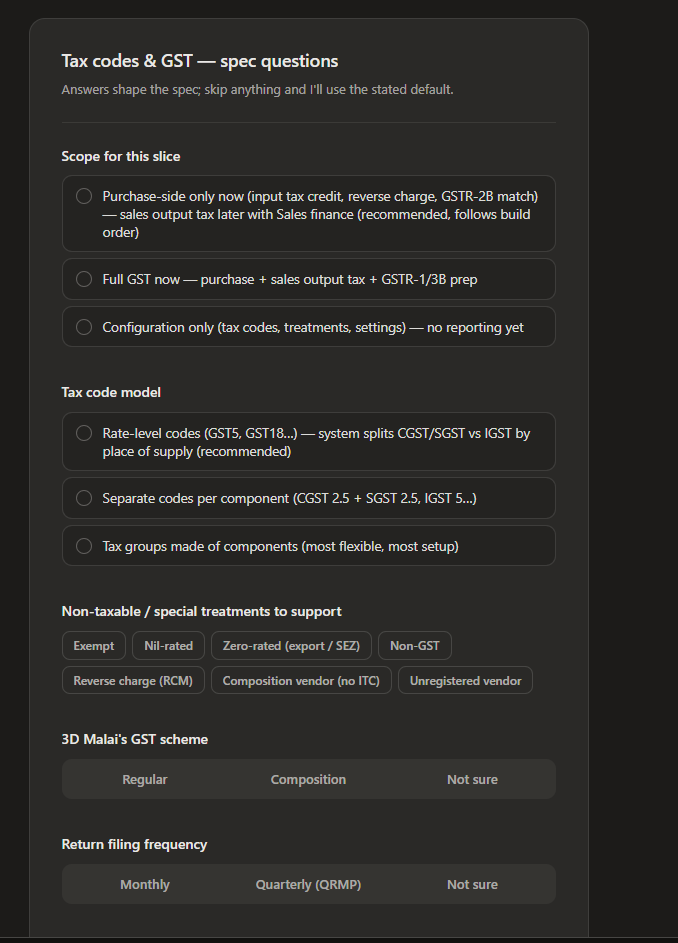 Tax codes & GST — spec questions
Answers shape the spec; skip anything and I'll use the stated default.
Scope for this slice
Purchase-side only now (input tax credit, reverse charge, GSTR-2B match)
— sales output tax later with Sales finance (recommended, follows build
order)
Full GST now — purchase + sales output tax + GSTR-1/3B prep
Configuration only (tax codes, treatments, settings) — no reporting yet
Tax code model
Rate-level codes (GST5, GST18...) — system splits CGST/SGST vs IGST by
place of supply (recommended)
Separate codes per component (CGST 2.5 + SGST 2.5, IGST 5...)
Tax groups made of components (most flexible, most setup)
Non-taxable / special treatments to support
Exempt Nil-rated Zero-rated (export / SEZ) Non-GST
Reverse charge (RCM) Composition vendor (no ITC) Unregistered vendor
3D Malai's GST scheme
Regular Composition Not sure
Return filing frequency
Monthly Quarterly (QRMP) Not sure